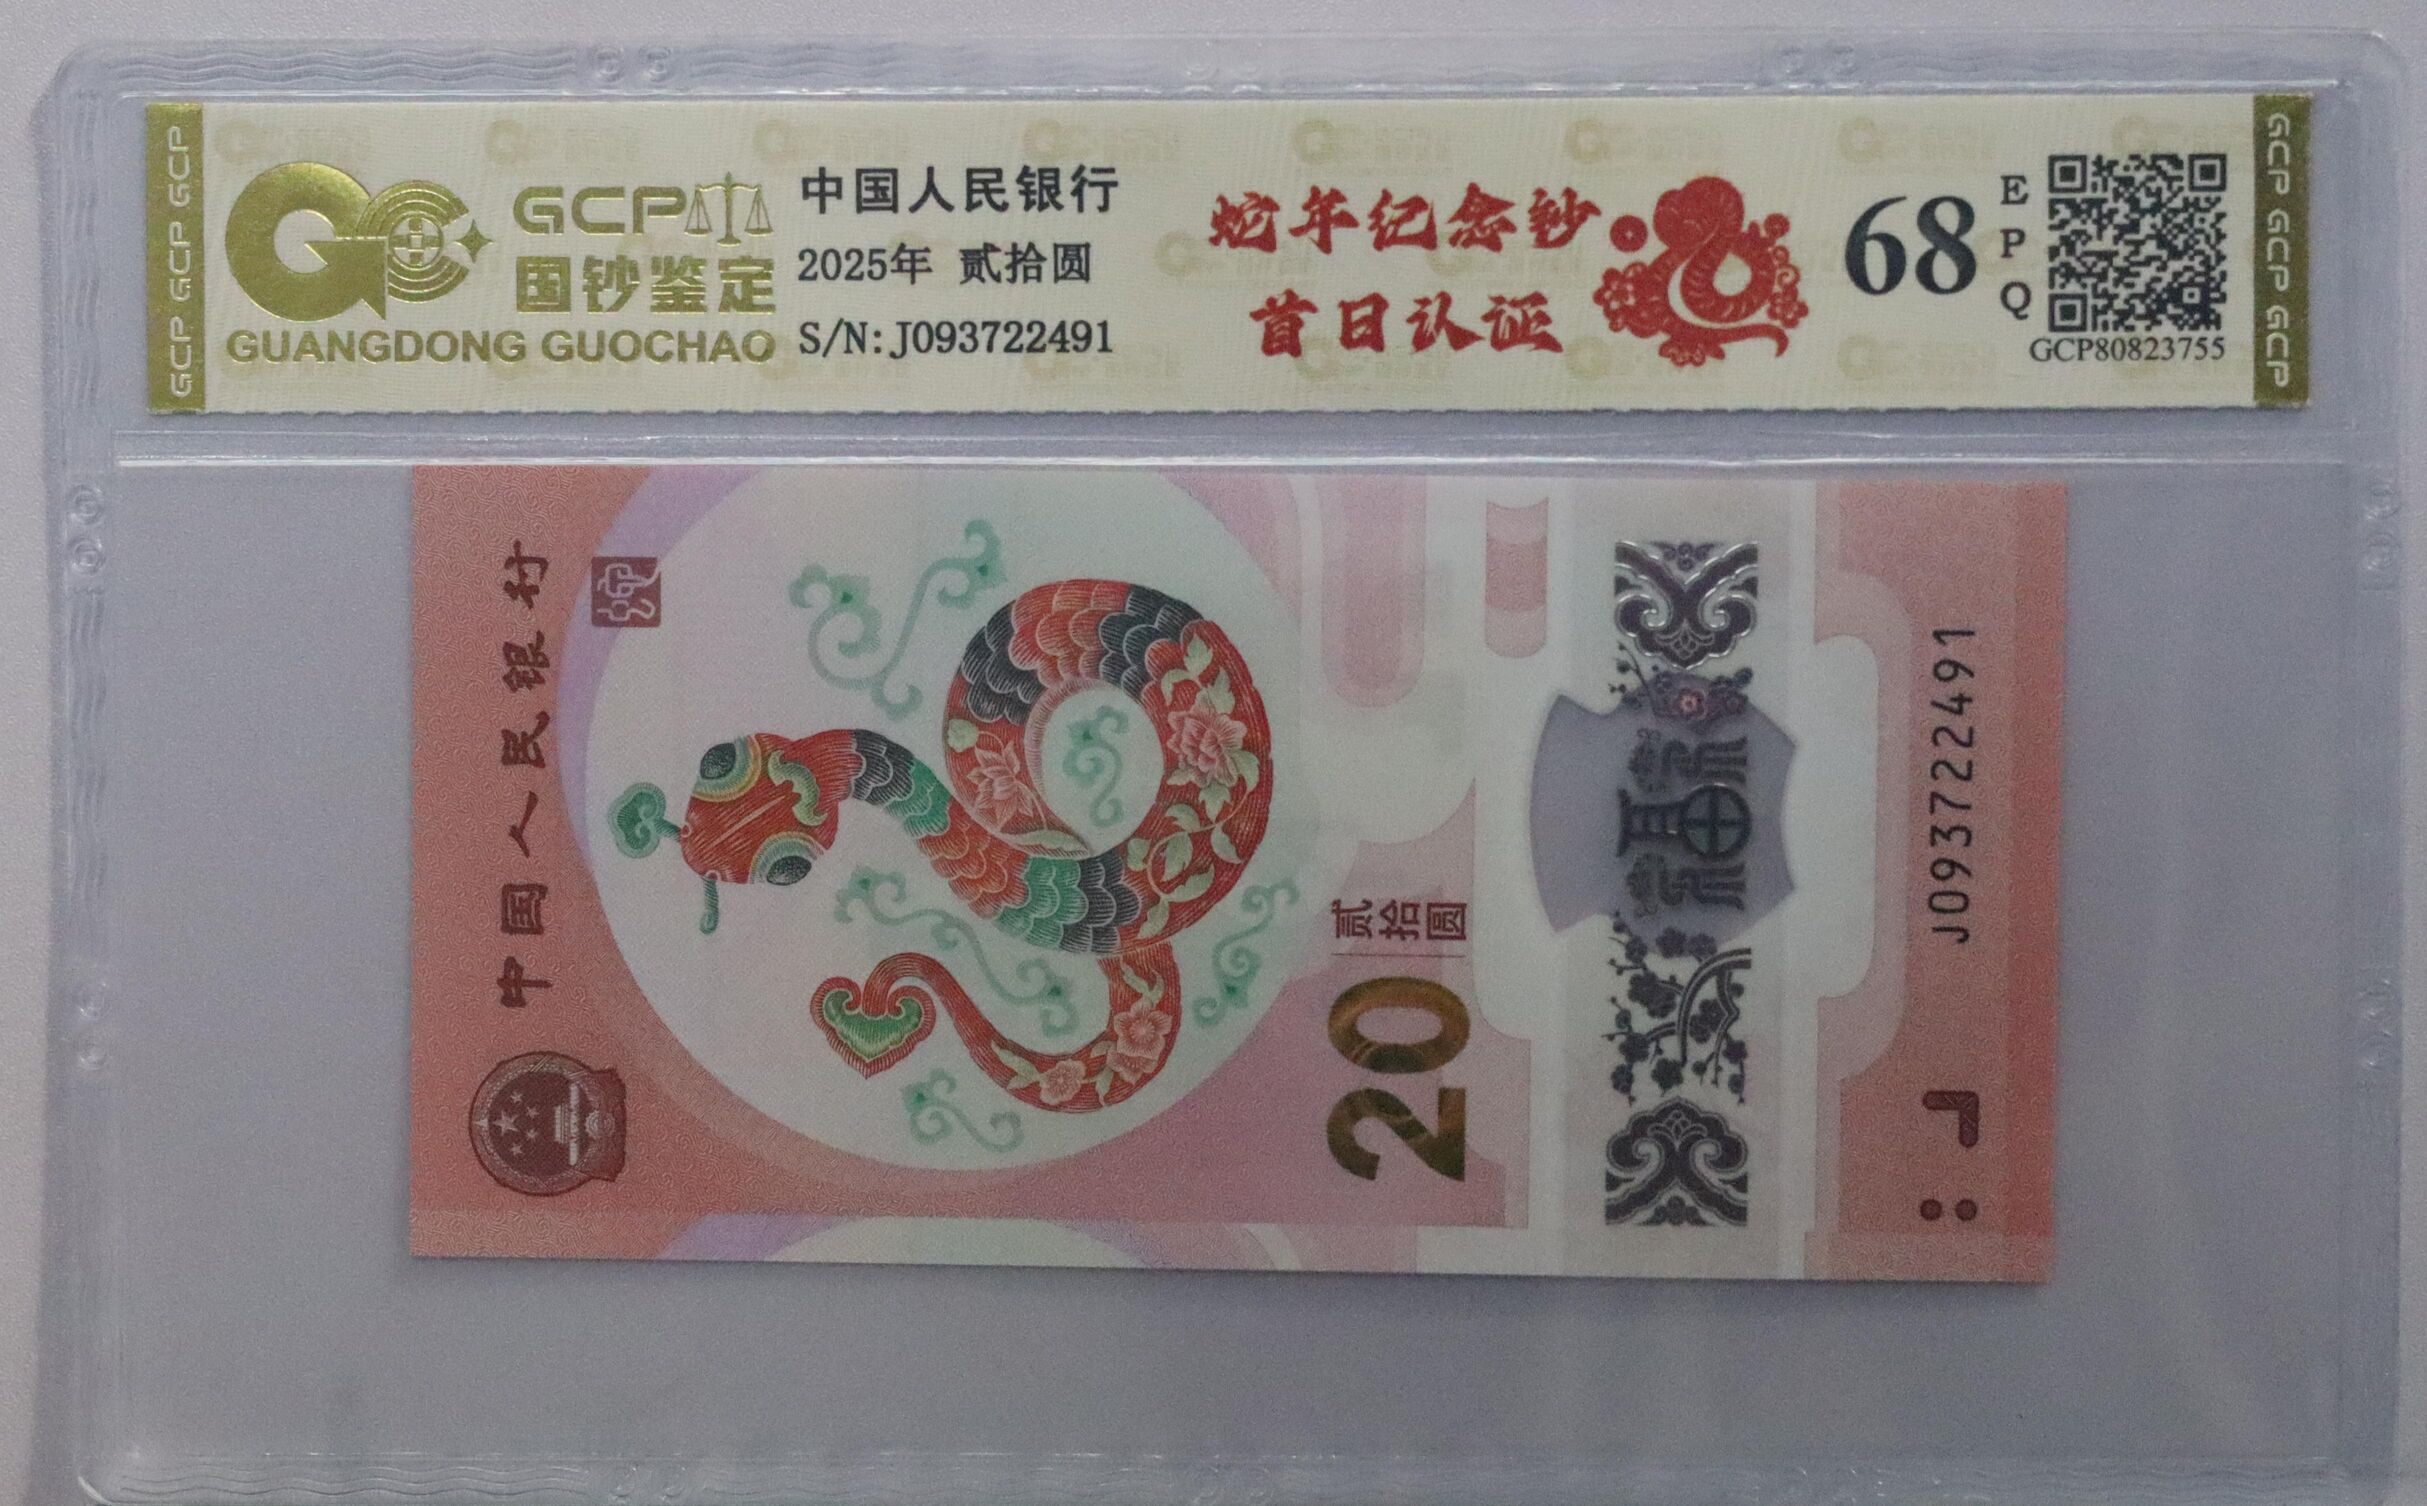 GCP GCP GCP
GCP
国钞鉴定
GUANGDONG GUOCHAO
中国人民银行
2025年 贰拾圆
S/N: J093722491
蛇年纪念钞
首日认证
68
EPQ
GCP80823755
GCP GCP GCP
中国人民银行
贰拾圆
20
福
J093722491